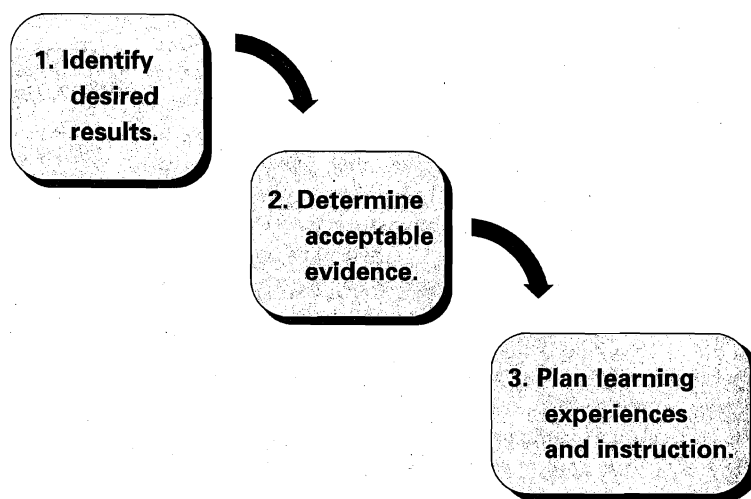 1. Identify
desired
results.
2. Determine
acceptable
evidence.
3. Plan learning
experiences
and instruction.